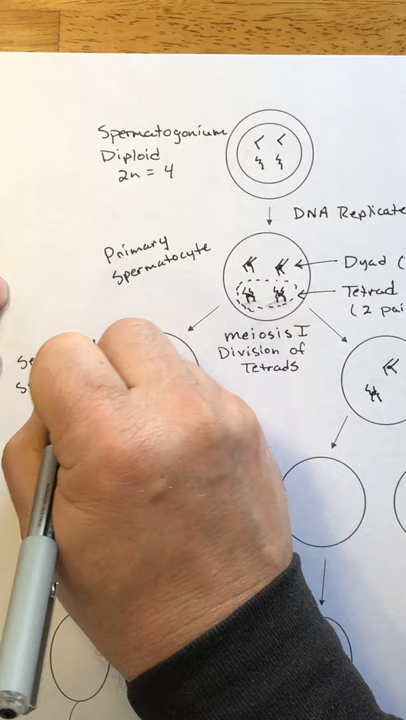 Spermatogonium
Diploid
2n = 4
DNA Replicate
Primary
Spermatocyte
Dyad (
Tetrad
(2 pai
meiosis I
Division of
Tetrads